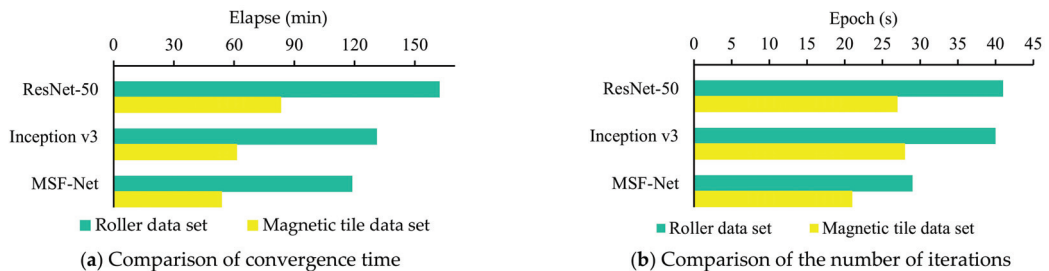 Elapse (min)
0 30 60 90 120 150
ResNet-50
Inception v3
MSF-Net
Roller data set Magnetic tile data set
(a) Comparison of convergence time
Epoch (s)
0 5 10 15 20 25 30 35 40 45
ResNet-50
Inception v3
MSF-Net
Roller data set Magnetic tile data set
(b) Comparison of the number of iterations